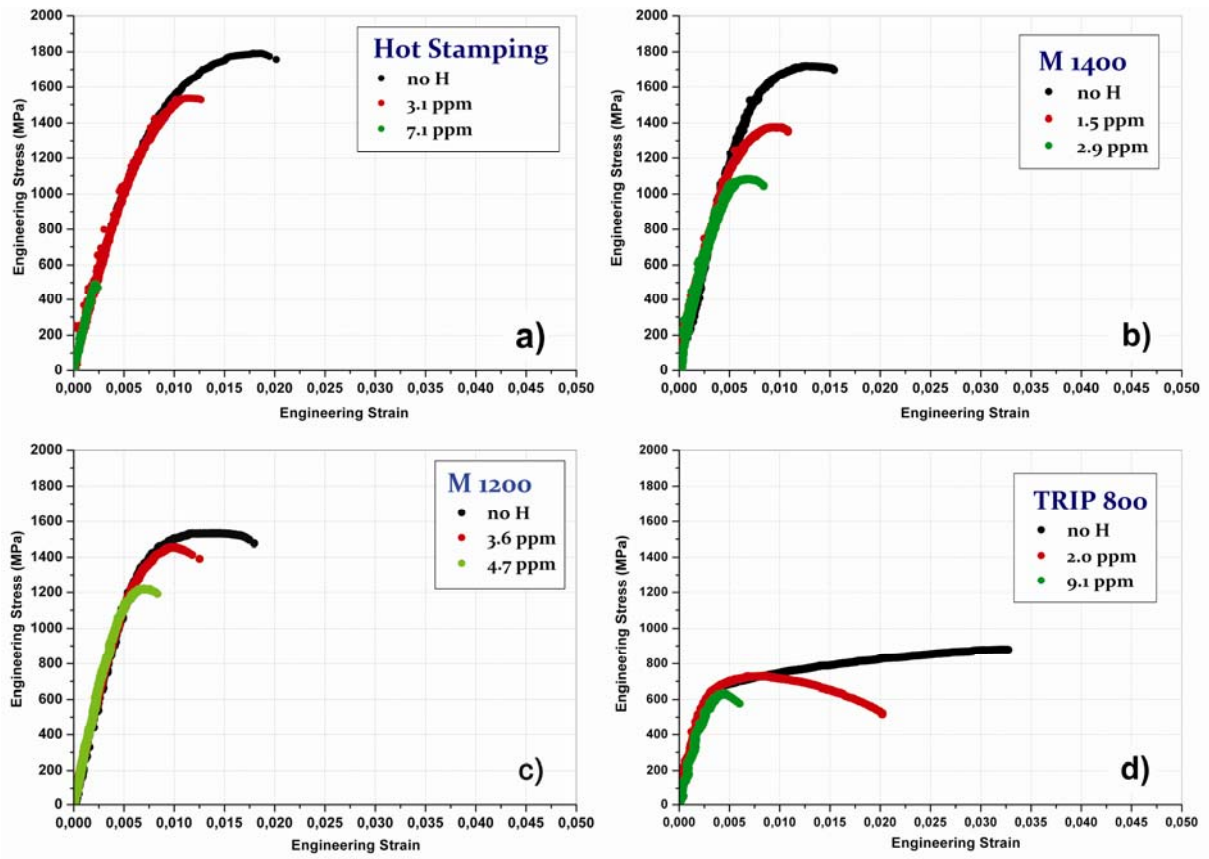 Hot Stamping
no H
3.1 ppm
7.1 ppm
a)
Engineering Stress (MPa)
2000
1800
1600
1400
1200
1000
800
600
400
200
0
0,000 0,005 0,010 0,015 0,020 0,025 0,030 0,035 0,040 0,045 0,050
Engineering Strain
M 1400
no H
1.5 ppm
2.9 ppm
b)
Engineering Stress (MPa)
2000
1800
1600
1400
1200
1000
800
600
400
200
0
0,000 0,005 0,010 0,015 0,020 0,025 0,030 0,035 0,040 0,045 0,050
Engineering Strain
M 1200
no H
3.6 ppm
4.7 ppm
c)
Engineering Stress (MPa)
2000
1800
1600
1400
1200
1000
800
600
400
200
0
0,000 0,005 0,010 0,015 0,020 0,025 0,030 0,035 0,040 0,045 0,050
Engineering Strain
TRIP 800
no H
2.0 ppm
9.1 ppm
d)
Engineering Stress (MPa)
2000
1800
1600
1400
1200
1000
800
600
400
200
0
0,000 0,005 0,010 0,015 0,020 0,025 0,030 0,035 0,040 0,045 0,050
Engineering Strain